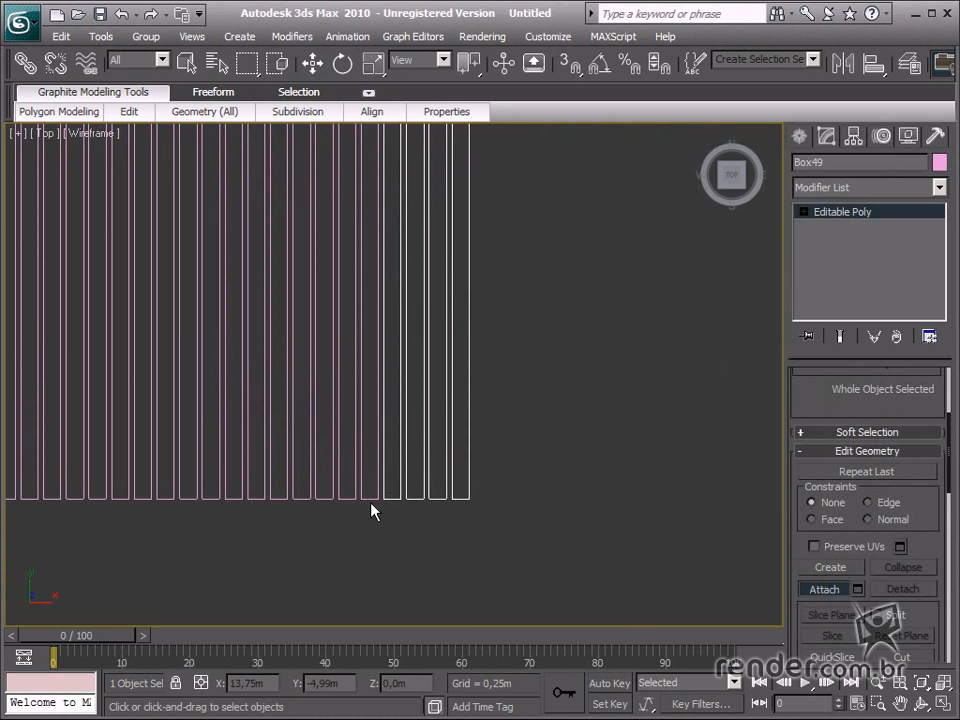 Autodesk 3ds Max 2010 - Unregistered Version Untitled
Type a keyword or phrase
Edit Tools Group Views Create Modifiers Animation Graph Editors Rendering Customize MAXScript Help
All View Create Selection Se
Graphite Modeling Tools Freeform Selection
Polygon Modeling Edit Geometry (All) Subdivision Align Properties
[ + ] [ Top ] [ Wireframe ]
TOP
Box49
Modifier List
Editable Poly
Whole Object Selected
+ Soft Selection
- Edit Geometry
Repeat Last
Constraints
None Edge
Face Normal
Preserve UVs
Create Collapse
Attach Detach
Slice Plane Split
Slice Reset Plane
QuickSlice Cut
render.com.br
y
x
< 0 / 100 >
0 10 20 30 40 50 60 70 80 90
1 Object Sel X: 13,75m Y: -4,99m Z: 0,0m Grid = 0,25m Auto Key Selected
Welcome to M
Click or click-and-drag to select objects Add Time Tag Set Key Key Filters... 0